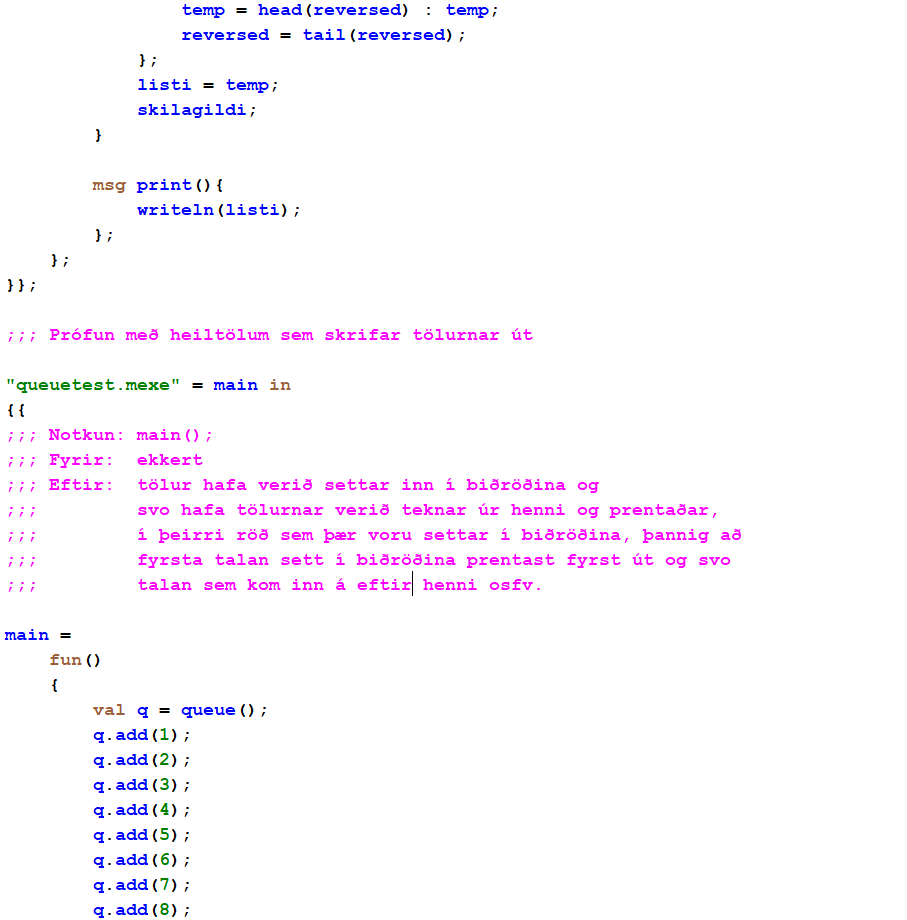 temp = head(reversed) : temp;
reversed = tail(reversed);
};
listi = temp;
skilagildi;
}
msg print(){
writeln(listi);
};
};
}};
;;; Prófun með heiltölum sem skrifar tölurnar út
"queuetest.mexe" = main in
{{
;;; Notkun: main();
;;; Fyrir:  ekkert
;;; Eftir:  tölur hafa verið settar inn í biðröðina og
;;;         svo hafa tölurnar verið teknar úr henni og prentaðar,
;;;         í þeirri röð sem þær voru settar í biðröðina, þannig að
;;;         fyrsta talan sett í biðröðina prentast fyrst út og svo
;;;         talan sem kom inn á eftir henni osfv.
main =
fun()
{
val q = queue();
q.add(1);
q.add(2);
q.add(3);
q.add(4);
q.add(5);
q.add(6);
q.add(7);
q.add(8);